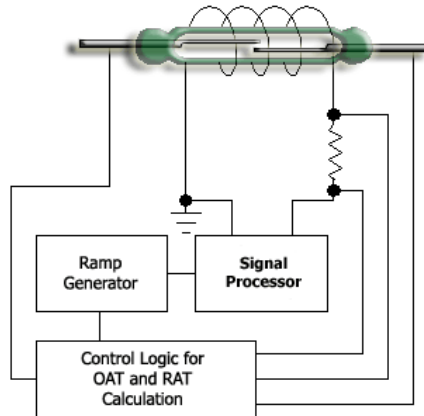 Ramp
Generator
Signal
Processor
Control Logic for
OAT and RAT
Calculation